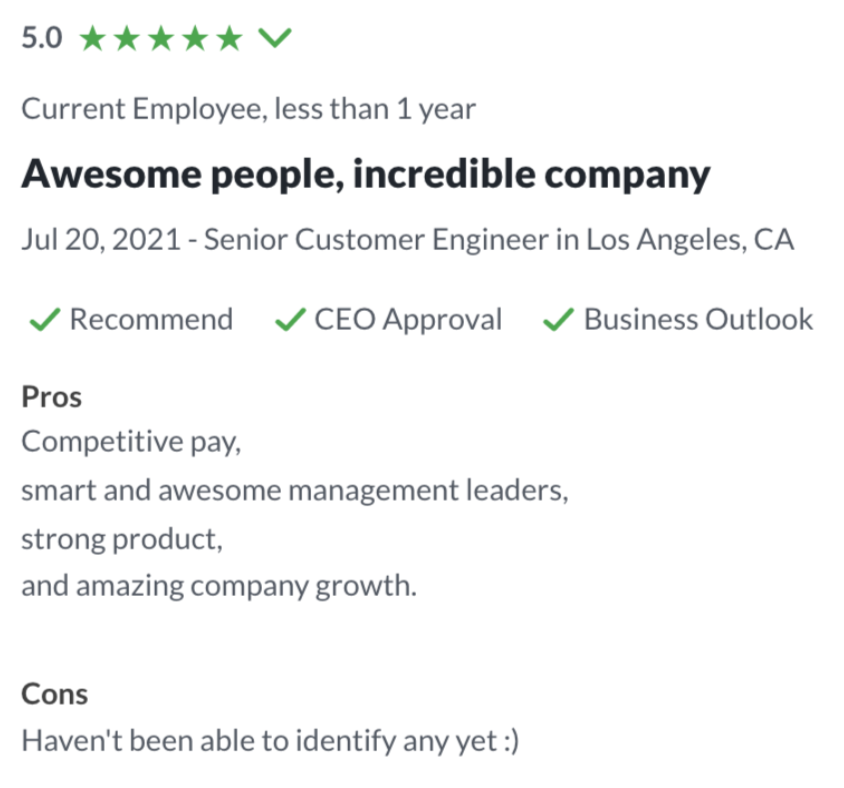 5.0
Current Employee, less than 1 year
Awesome people, incredible company
Jul 20, 2021 - Senior Customer Engineer in Los Angeles, CA
Recommend CEO Approval Business Outlook
Pros
Competitive pay,
smart and awesome management leaders,
strong product,
and amazing company growth.
Cons
Haven't been able to identify any yet :)